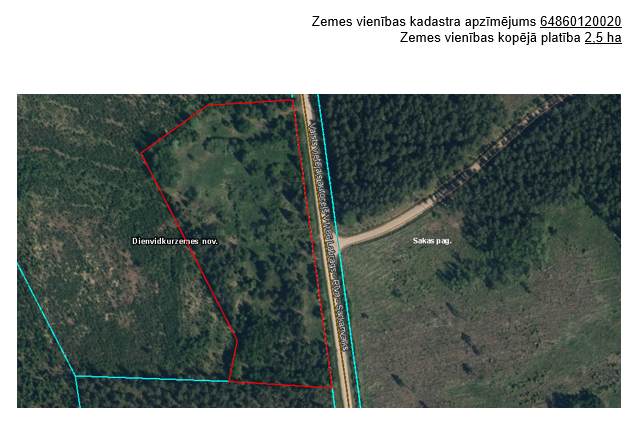 Zemes vienības kadastra apzīmējums 64860120020
Zemes vienības kopējā platība 2,5 ha
Dienvidkurzemes nov.
Sakas pag.